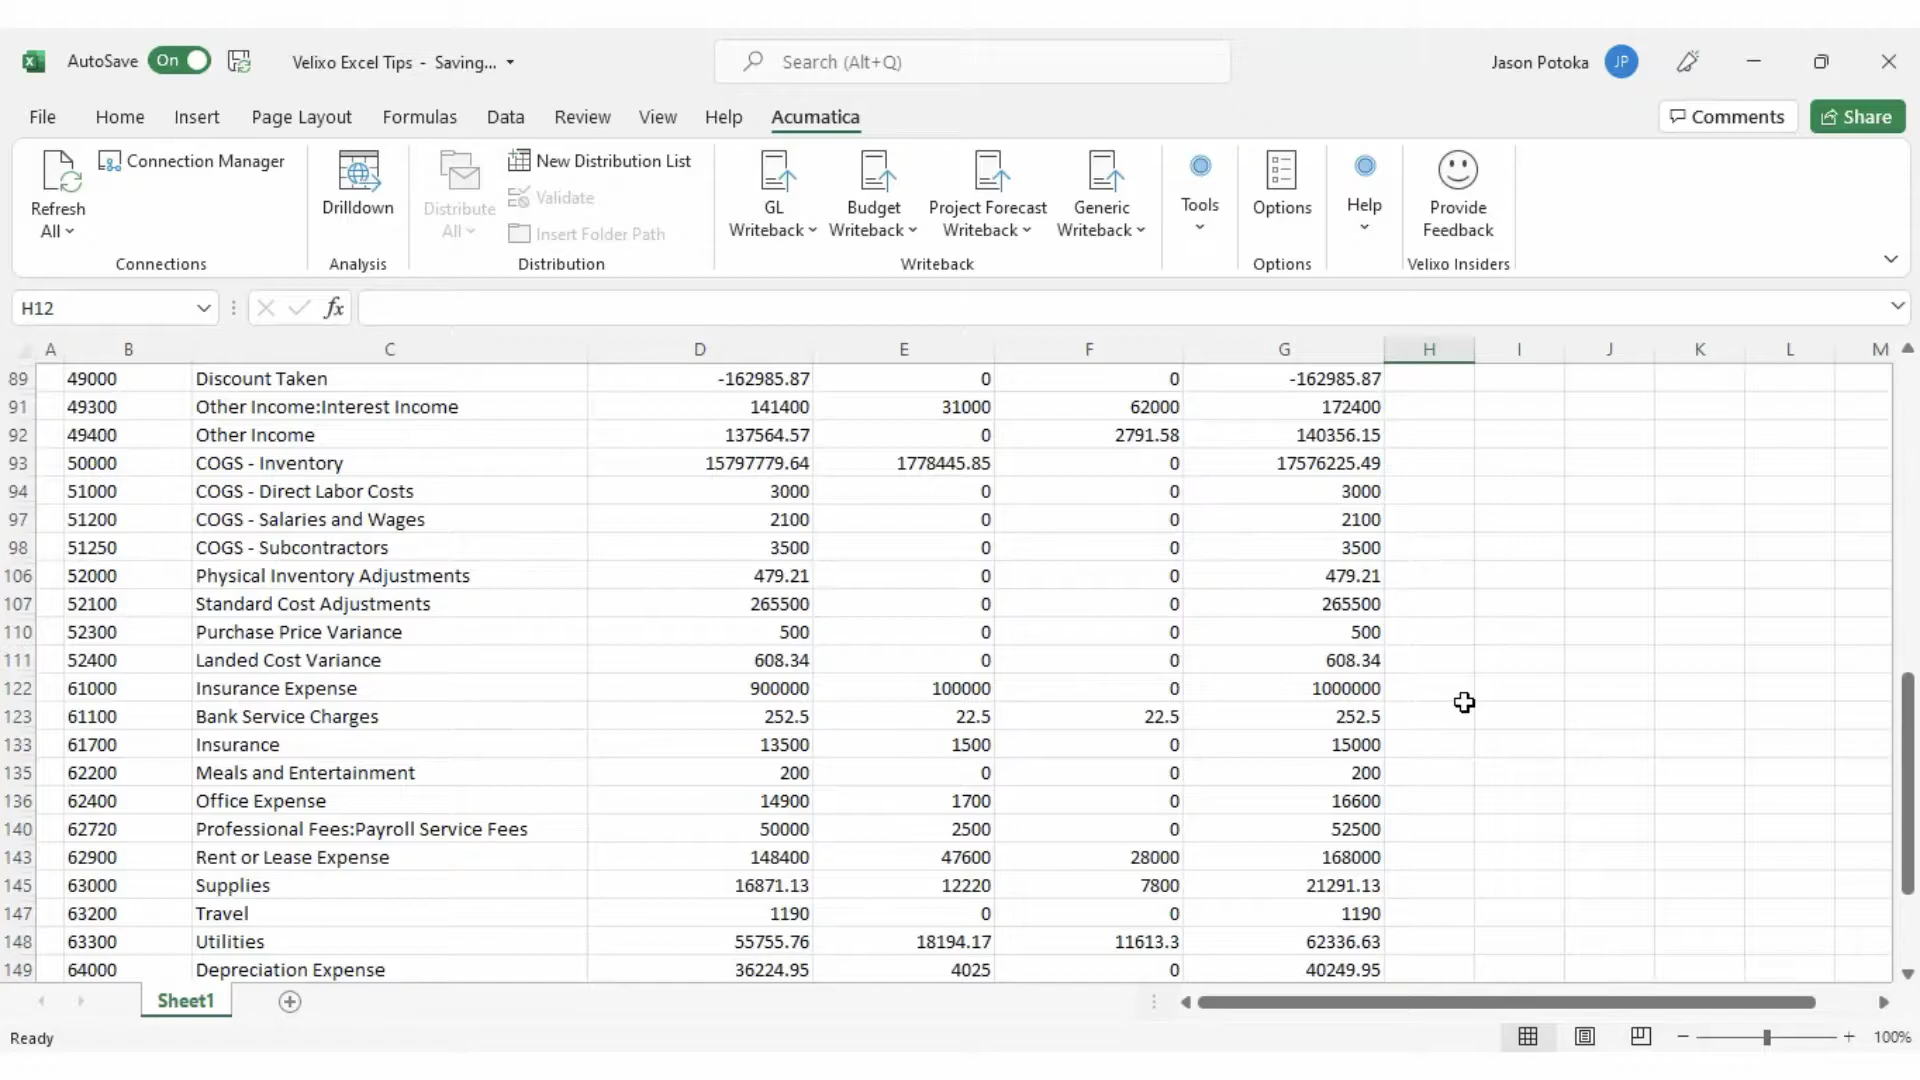 AutoSave On Velixo Excel Tips - Saving... Search (Alt+Q) Jason Potoka JP
File Home Insert Page Layout Formulas Data Review View Help Acumatica Comments Share
Refresh All Connection Manager
Connections
Drilldown
Analysis
Distribute All New Distribution List
Validate
Insert Folder Path
Distribution
GL Writeback Budget Writeback Project Forecast Writeback Generic Writeback
Writeback
Tools
Options
Options
Help
Provide Feedback
Velixo Insiders
H12 fx
A B C D E F G H I J K L M
89 49000 Discount Taken -162985.87 0 0 -162985.87
91 49300 Other Income:Interest Income 141400 31000 62000 172400
92 49400 Other Income 137564.57 0 2791.58 140356.15
93 50000 COGS - Inventory 15797779.64 1778445.85 0 17576225.49
94 51000 COGS - Direct Labor Costs 3000 0 0 3000
97 51200 COGS - Salaries and Wages 2100 0 0 2100
98 51250 COGS - Subcontractors 3500 0 0 3500
106 52000 Physical Inventory Adjustments 479.21 0 0 479.21
107 52100 Standard Cost Adjustments 265500 0 0 265500
110 52300 Purchase Price Variance 500 0 0 500
111 52400 Landed Cost Variance 608.34 0 0 608.34
122 61000 Insurance Expense 900000 100000 0 1000000
123 61100 Bank Service Charges 252.5 22.5 22.5 252.5
133 61700 Insurance 13500 1500 0 15000
135 62200 Meals and Entertainment 200 0 0 200
136 62400 Office Expense 14900 1700 0 16600
140 62720 Professional Fees:Payroll Service Fees 50000 2500 0 52500
143 62900 Rent or Lease Expense 148400 47600 28000 168000
145 63000 Supplies 16871.13 12220 7800 21291.13
147 63200 Travel 1190 0 0 1190
148 63300 Utilities 55755.76 18194.17 11613.3 62336.63
149 64000 Depreciation Expense 36224.95 4025 0 40249.95
Sheet1
Ready 100%